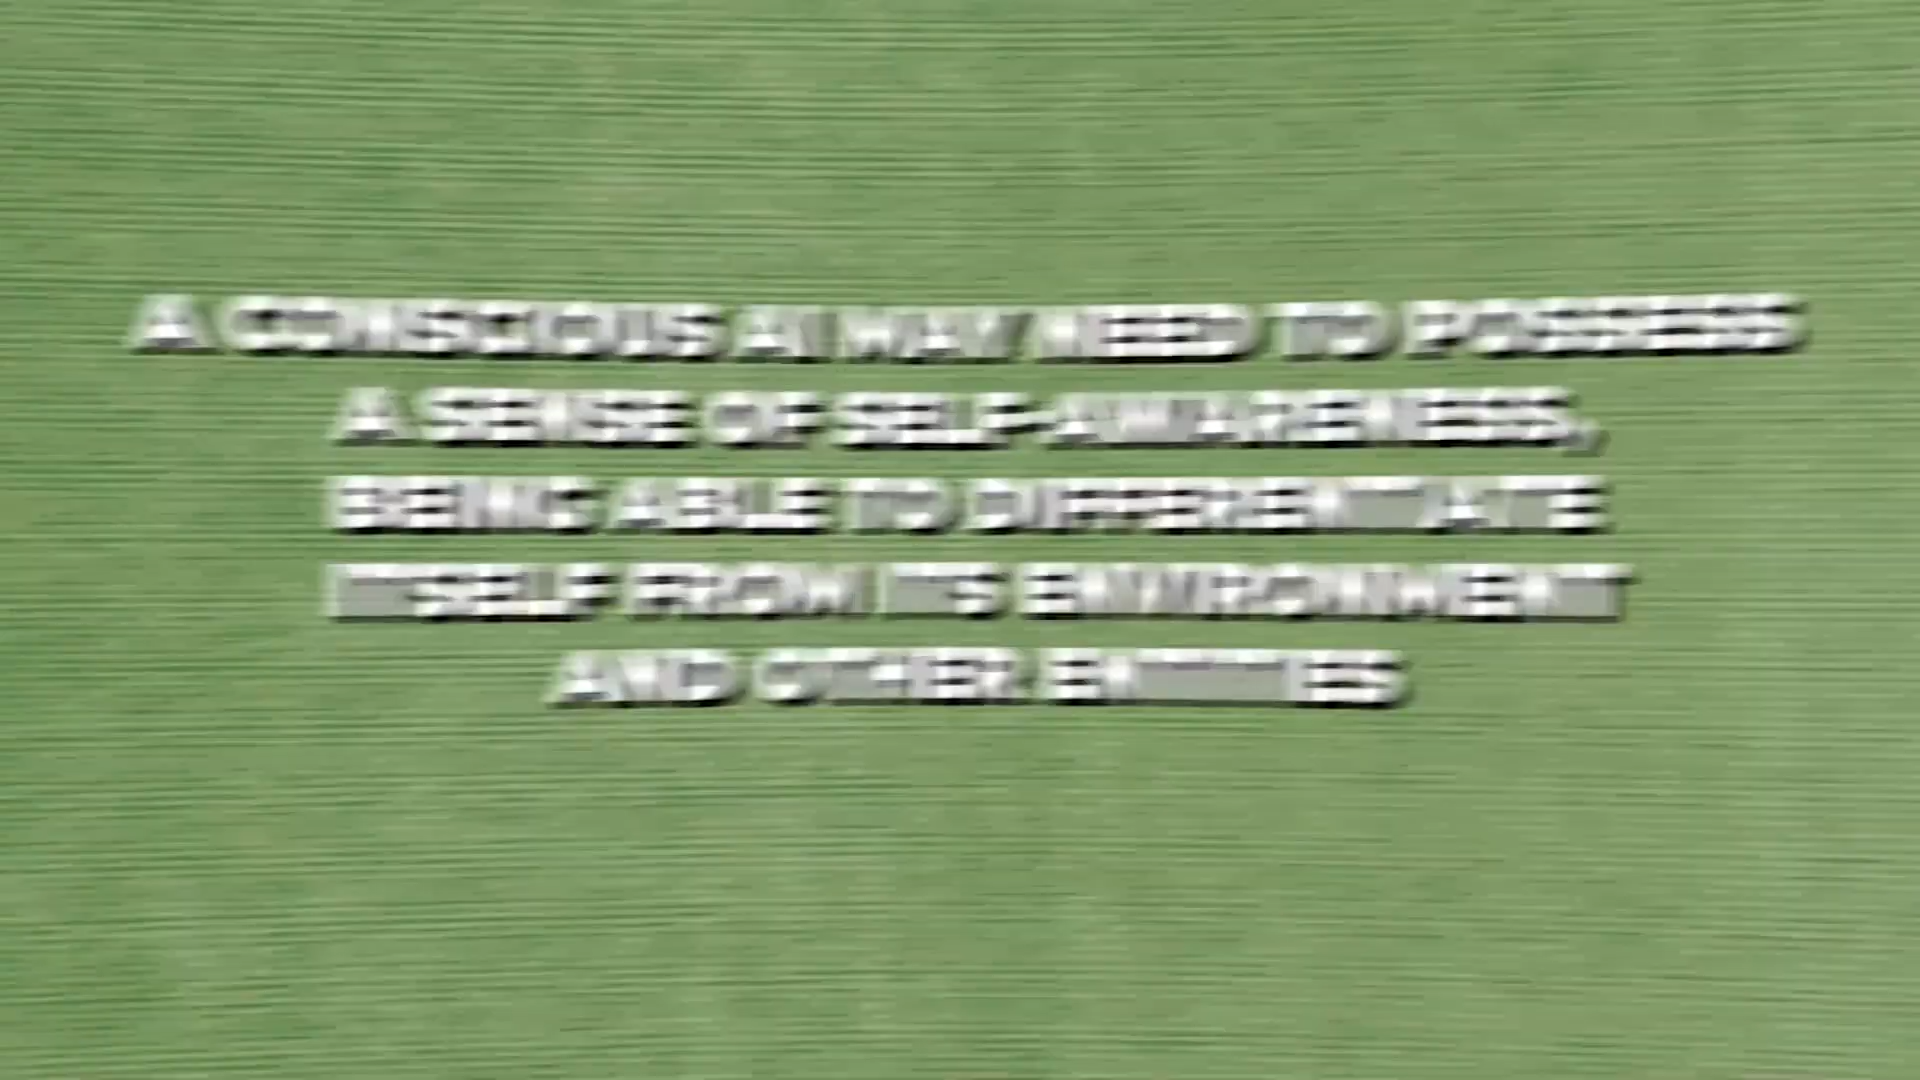 A CONSCIOUS AI MAY NEED TO POSSESS
A SENSE OF SELF-AWARENESS,
BEING ABLE TO DIFFERENTIATE
ITSELF FROM ITS ENVIRONMENT
AND OTHER ENTITIES